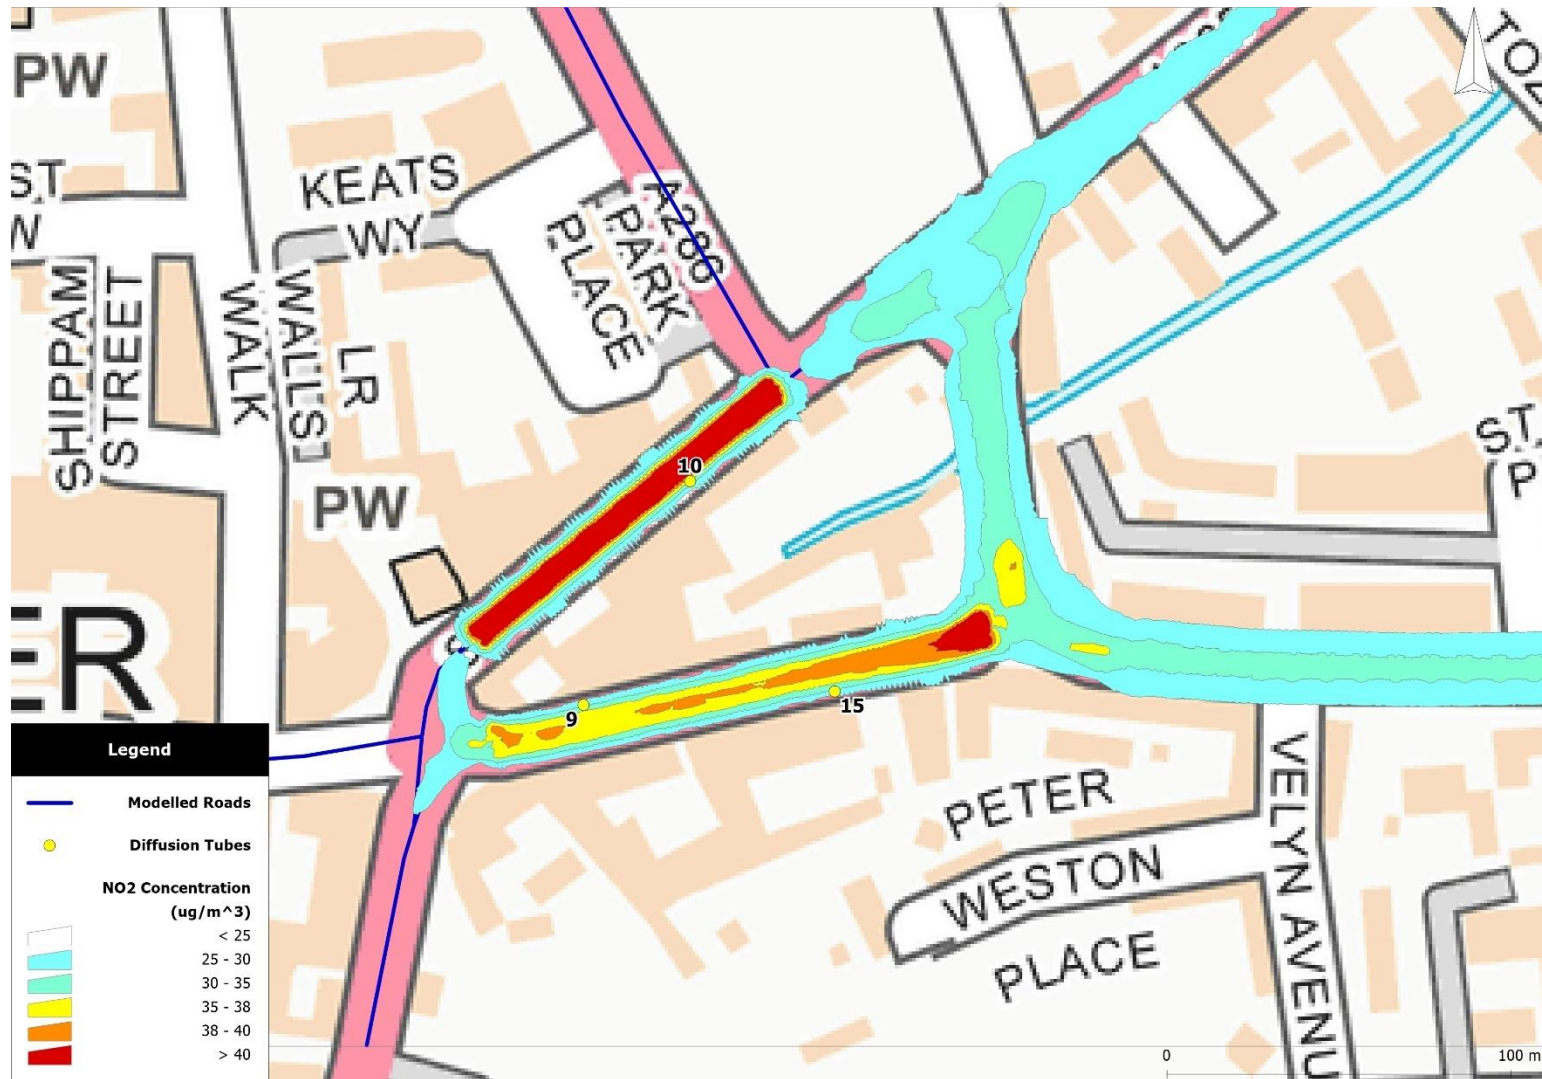 PW
ST
W
KEATS
WY
A286
PARK
PLACE
TOZ
SHIPPAM
STREET
WALK
WALLS
LR
PW
10
ST.
P
ER
9
15
PETER
WESTON
PLACE
VELYN AVENU
Legend
Modelled Roads
Diffusion Tubes
NO2 Concentration
(ug/m^3)
< 25
25 - 30
30 - 35
35 - 38
38 - 40
> 40
0
100 m